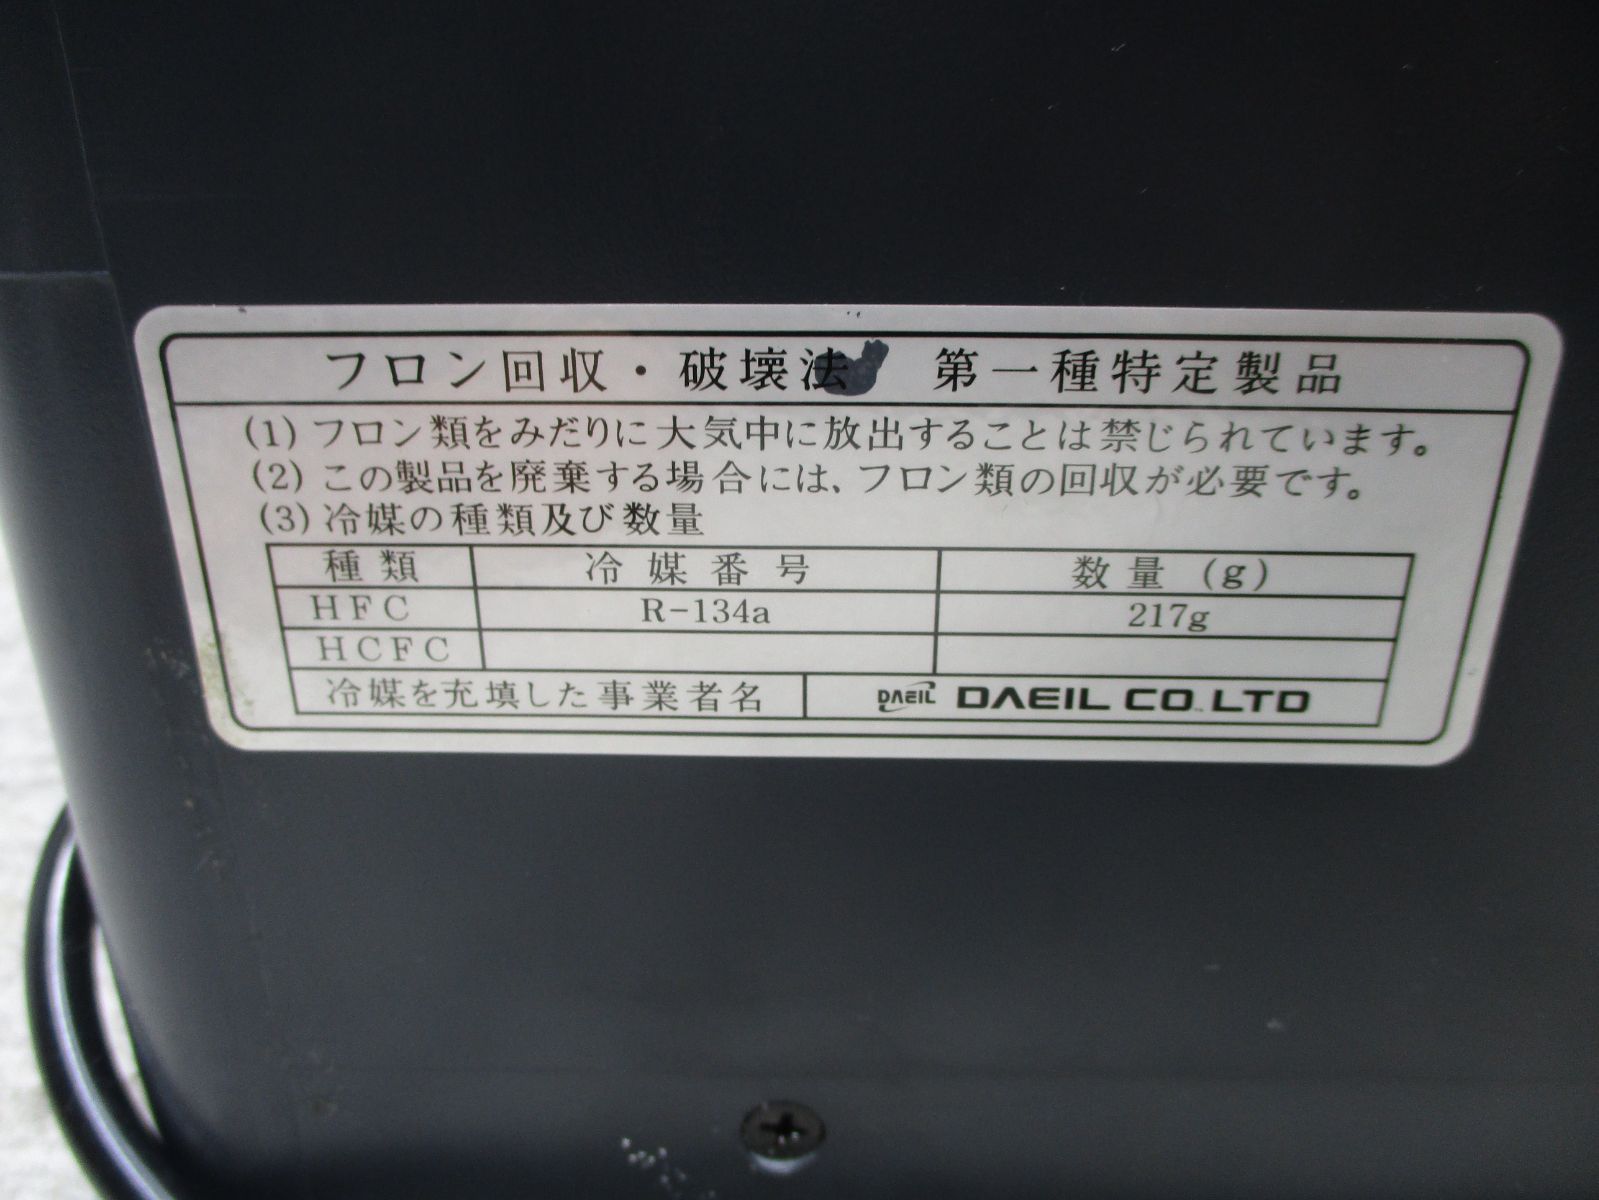 フロン回収・破壊法 第一種特定製品
(1) フロン類をみだりに大気中に放出することは禁じられています。
(2) この製品を廃棄する場合には、フロン類の回収が必要です。
(3) 冷媒の種類及び数量
種類 冷媒番号 数量 (g)
HFC R-134a 217g
HCFC
冷媒を充填した事業者名 DAEIL DAEIL CO.LTD